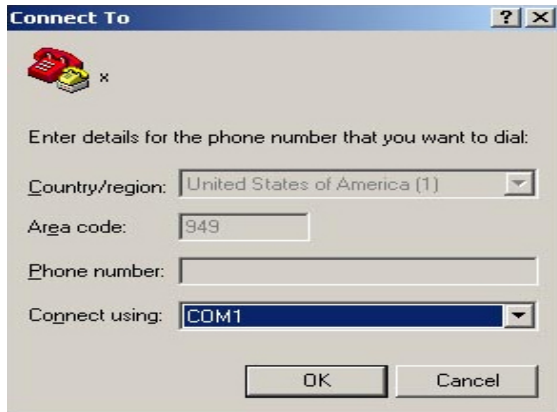 Connect To
x
Enter details for the phone number that you want to dial:
Country/region: United States of America (1)
Area code: 949
Phone number:
Connect using: COM1
OK Cancel